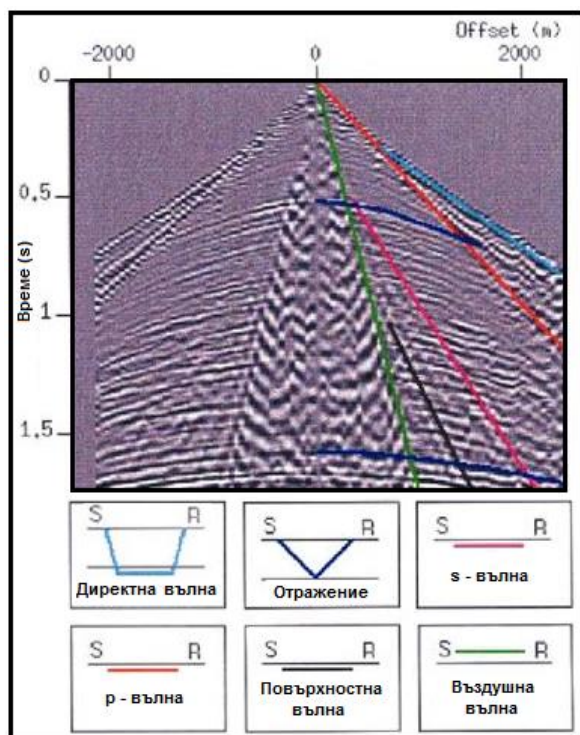 Offset (m)
-2000 0 2000
0
0.5
1
1.5
Време (s)
S R
Директна вълна
S R
Отражение
S R
s - вълна
S R
p - вълна
S R
Повърхностна
вълна
S R
Въздушна
вълна